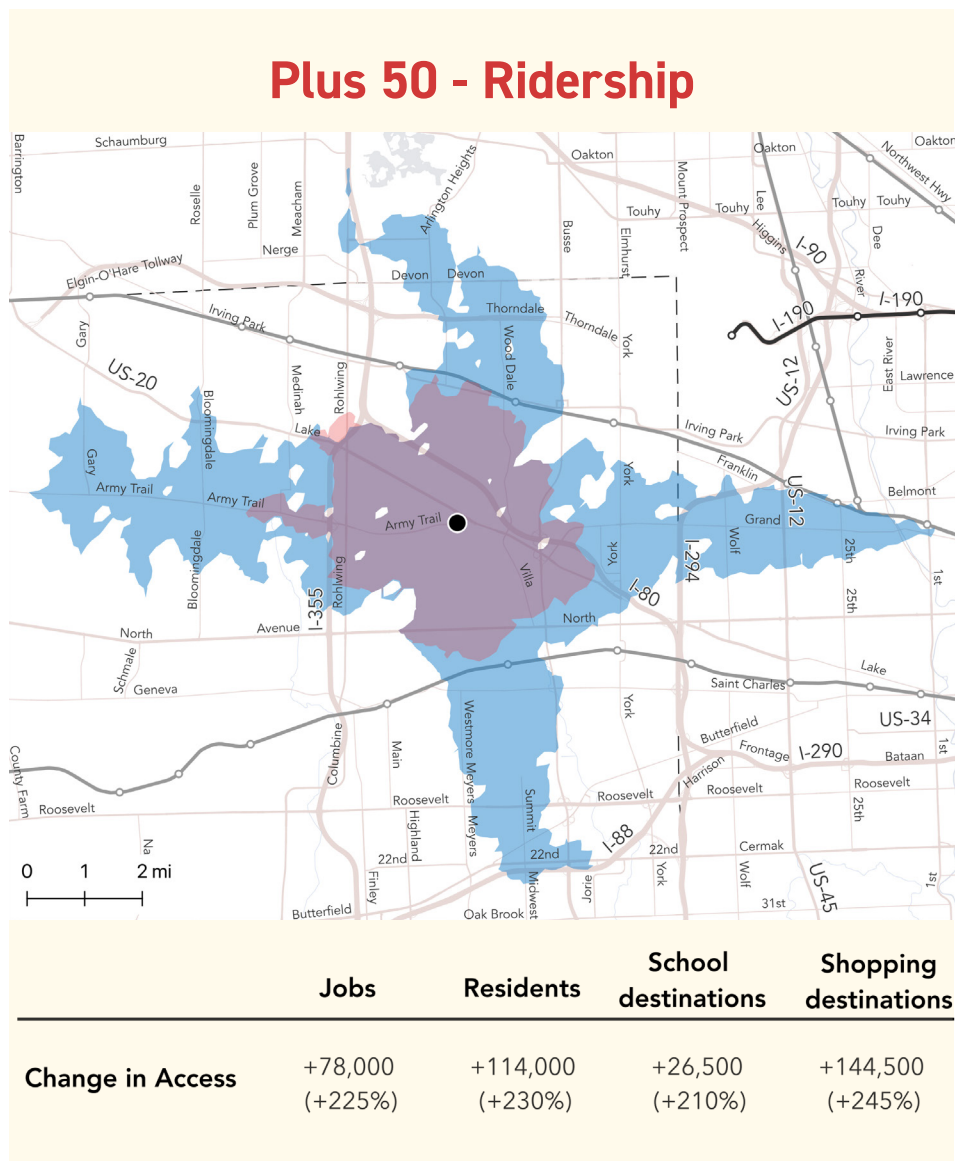 Plus 50 - Ridership
Barrington
Schaumburg
Roselle
Plum Grove
Meacham
Nerge
Arlington Heights
Oakton
Oakton
Oakton
Northwest Hwy
Mount Prospect
Lee
Touhy
Touhy
Touhy
Touhy
Busse
Elmhurst
Higgins
I-90
Dee
River
Elgin-O'Hare Tollway
Devon
Devon
I-190
I-190
Thorndale
Thorndale
Irving Park
Gary
Wood Dale
York
East River
US-12
Lawrence
US-20
Medinah
Rohlwing
Bloomingdale
Lake
Irving Park
Irving Park
Gary
Franklin
York
US-12
Army Trail
Army Trail
Army Trail
Belmont
Grand
Wolf
25th
Bloomingdale
Rohlwing
I-355
Villa
York
I-294
I-80
25th
1st
North
Avenue
North
Schmale
Geneva
Lake
Saint Charles
York
US-34
Westmore Meyers
Butterfield
Frontage
I-290
Bataan
1st
County Farm
Columbine
Main
Harrison
Roosevelt
Roosevelt
Roosevelt
Roosevelt
Roosevelt
Summit
25th
Na
Highland
Meyers
I-88
22nd
22nd
22nd
Cermak
0 1 2 mi
Finley
Midwest
Jorie
York
Wolf
US-45
1st
31st
Butterfield
Oak Brook
Jobs
Residents
School
destinations
Shopping
destinations
Change in Access
+78,000
(+225%)
+114,000
(+230%)
+26,500
(+210%)
+144,500
(+245%)